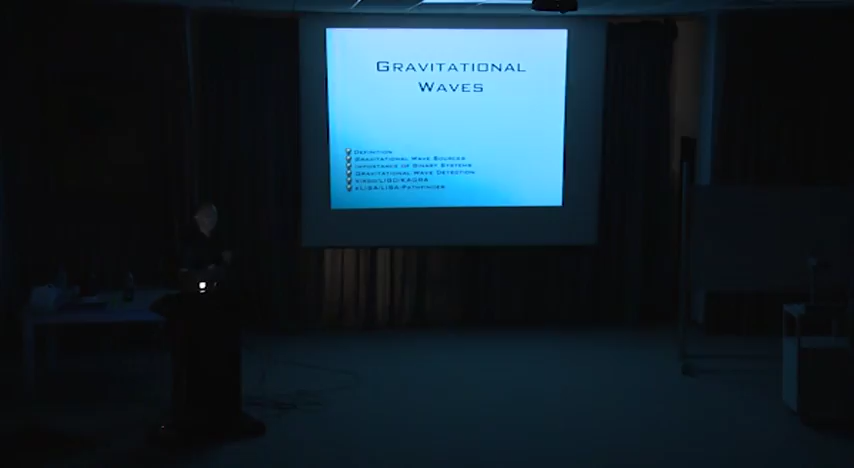 GRAVITATIONAL
WAVES
DEFINITION
GRAVITATIONAL WAVE SOURCES
IMPORTANCE OF BINARY SYSTEMS
GRAVITATIONAL WAVE DETECTION
VIRGO/LIGO/KAGRA
eLISA/LISA-PATHFINDER